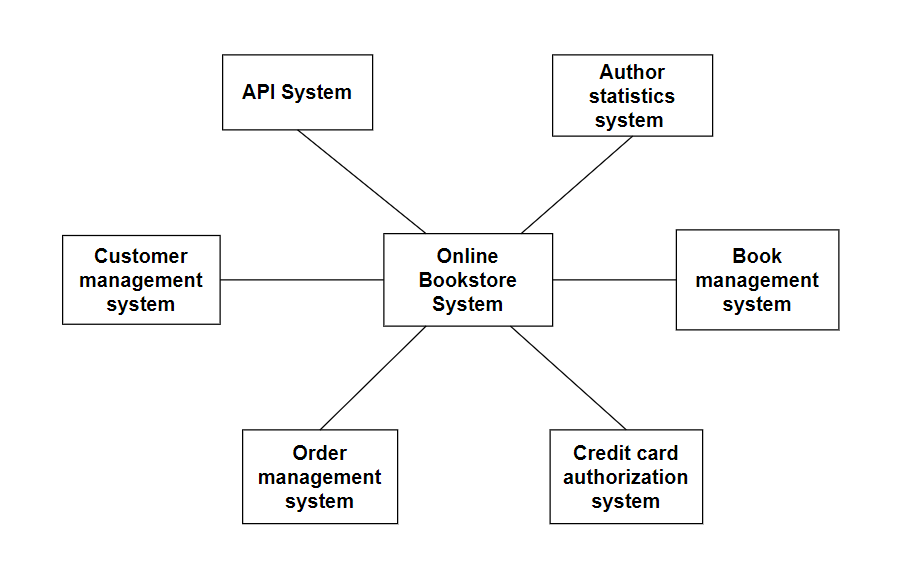 API System
Author
statistics
system
Customer
management
system
Online
Bookstore
System
Book
management
system
Order
management
system
Credit card
authorization
system